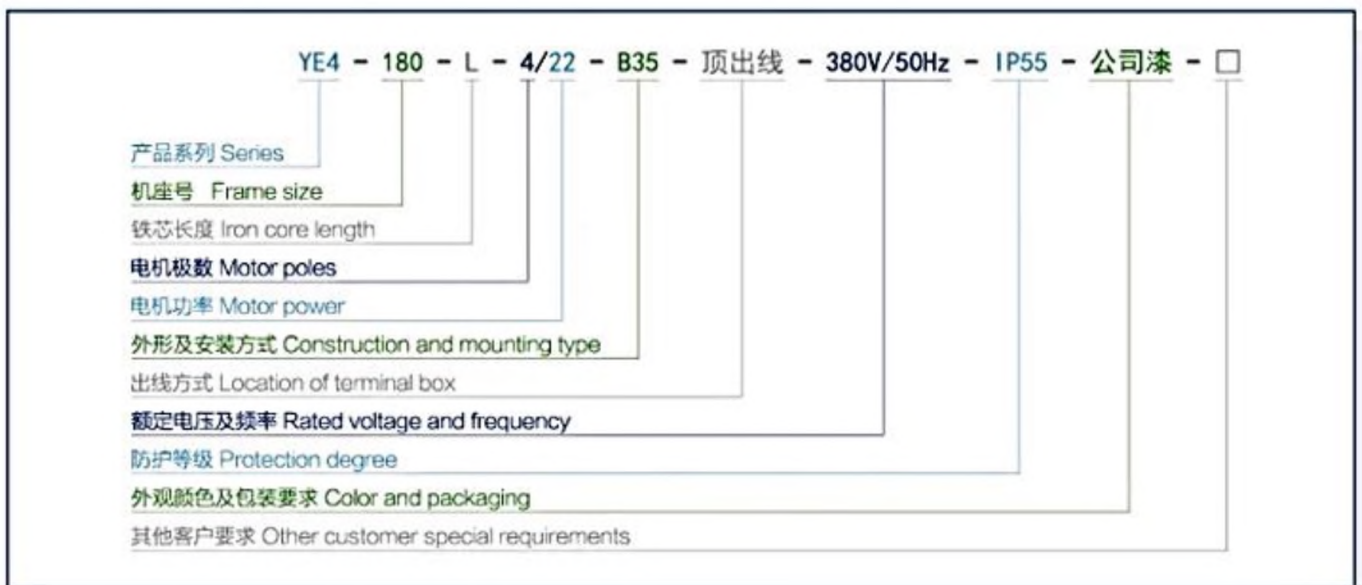 YE4 - 180 - L - 4/22 - B35 - 顶出线 - 380V/50Hz - IP55 - 公司漆 - □
产品系列 Series
机座号 Frame size
铁芯长度 Iron core length
电机极数 Motor poles
电机功率 Motor power
外形及安装方式 Construction and mounting type
出线方式 Location of terminal box
额定电压及频率 Rated voltage and frequency
防护等级 Protection degree
外观颜色及包装要求 Color and packaging
其他客户要求 Other customer special requirements